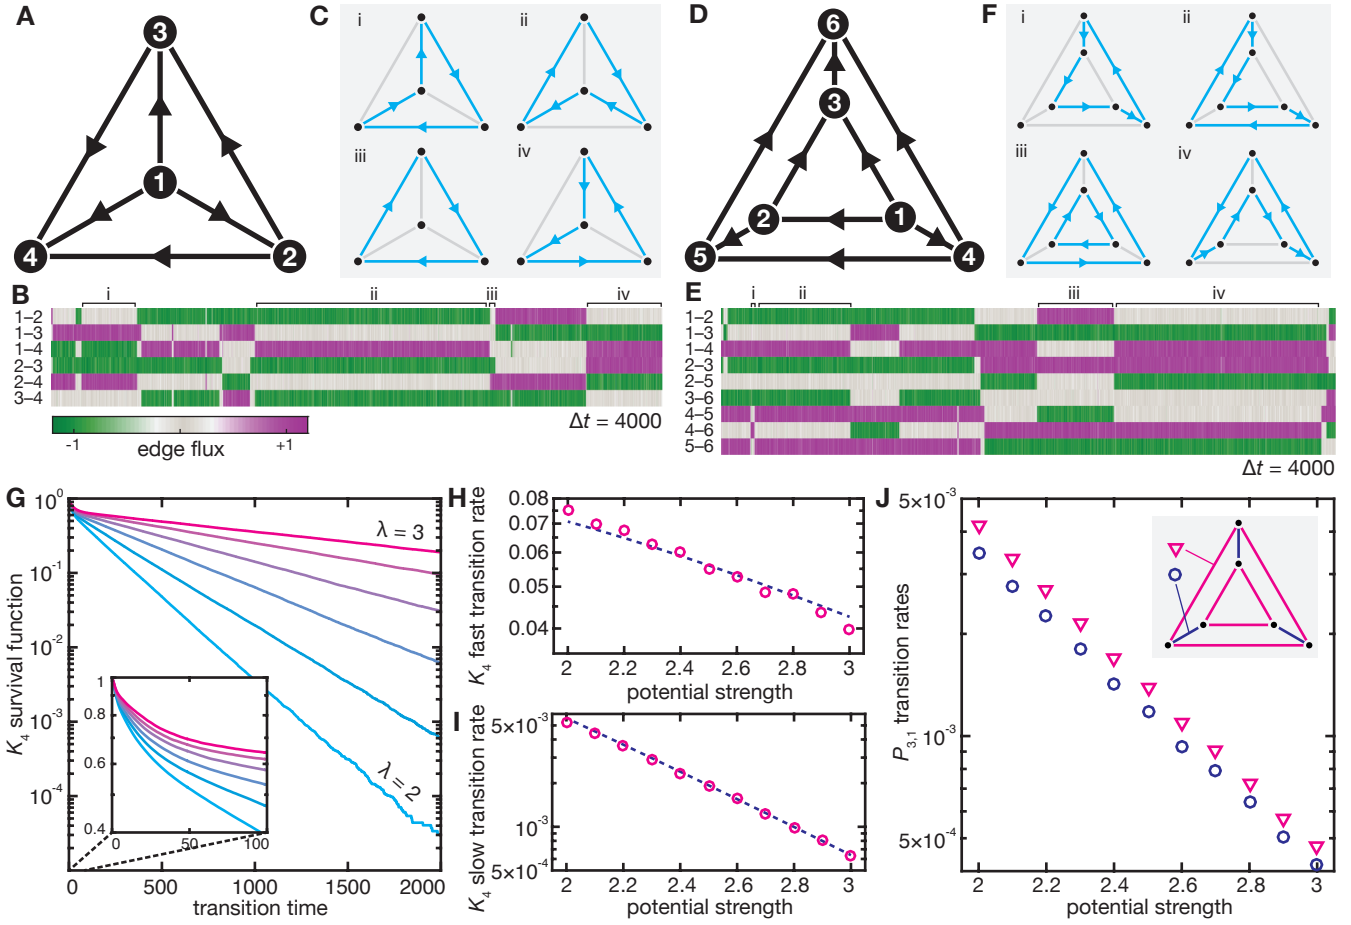 A
3
1
4
2
C
i
ii
iii
iv
D
6
3
2
1
5
4
F
i
ii
iii
iv
B
i
ii
iii
iv
1–2
1–3
1–4
2–3
2–4
3–4
-1
+1
edge flux
Δt = 4000
E
i
ii
iii
iv
1–2
1–3
1–4
2–3
2–5
3–6
4–5
4–6
5–6
Δt = 4000
G
K4 survival function
10^0
10^-1
10^-2
10^-3
10^-4
λ = 3
λ = 2
1
0.8
0.6
0.4
0
50
100
0
500
1000
1500
2000
transition time
H
K4 fast transition rate
0.08
0.07
0.06
0.05
0.04
2
2.2
2.4
2.6
2.8
3
potential strength
I
K4 slow transition rate
5×10^-3
10^-3
5×10^-4
2
2.2
2.4
2.6
2.8
3
potential strength
J
P3,1 transition rates
5×10^-3
10^-3
5×10^-4
2
2.2
2.4
2.6
2.8
3
potential strength